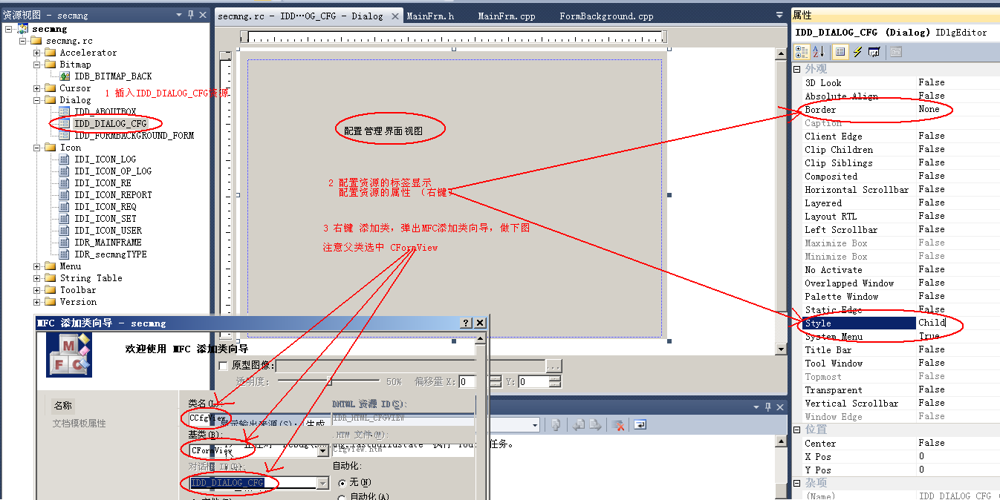 资源视图 - secmng
secmng
secmng.rc
Accelerator
Bitmap
IDB_BITMAP_BACK
Cursor
Dialog
IDD_ABOUTBOX
IDD_DIALOG_CFG
IDD_FORMBACKGROUND_FORM
Icon
IDI_ICON_LOG
IDI_ICON_OP_LOG
IDI_ICON_RE
IDI_ICON_REPORT
IDI_ICON_REQ
IDI_ICON_SET
IDI_ICON_USER
IDR_MAINFRAME
IDR_secmngTYPE
Menu
String Table
Toolbar
Version
1 插入IDD_DIALOG_CFG资源
secmng.rc - IDD···OG_CFG - Dialog
MainFrm.h
MainFrm.cpp
FormBackground.cpp
配置管理界面视图
2 配置资源的标签显示
配置资源的属性 (右键)
3 右键 添加类,弹出MFC添加类向导,做下图
注意父类选中 CFormView
原型图像:
...
透明度:
50%
偏移量 X:
0
Y:
0
MFC 添加类向导 - secmng
欢迎使用 MFC 添加类向导
名称
文档模板属性
类名(L):
CCfgView
基类(B):
CFormView
对话框 ID(D):
IDD_DIALOG_CFG
DHTML 资源 ID(S):
IDR_HTML_CFGVIEW
.HTM 文件(M):
CfgView.htm
自动化:
无(N)
自动化(A)
显示输出来源(S): 生成
任务。
属性
IDD_DIALOG_CFG (Dialog) IDlgEditor
外观
3D Look False
Absolute Align False
Border None
Caption
Client Edge False
Clip Children False
Clip Siblings False
Composited False
Horizontal Scrollbar False
Layered False
Layout RTL False
Left Scrollbar False
Maximize Box False
Minimize Box False
No Activate False
Overlapped Window False
Palette Window False
Static Edge False
Style Child
System Menu True
Title Bar False
Tool Window False
Topmost False
Transparent False
Vertical Scrollbar False
Window Edge False
位置
Center False
X Pos 0
Y Pos 0
杂项
(Name) IDD_DIALOG_CFG